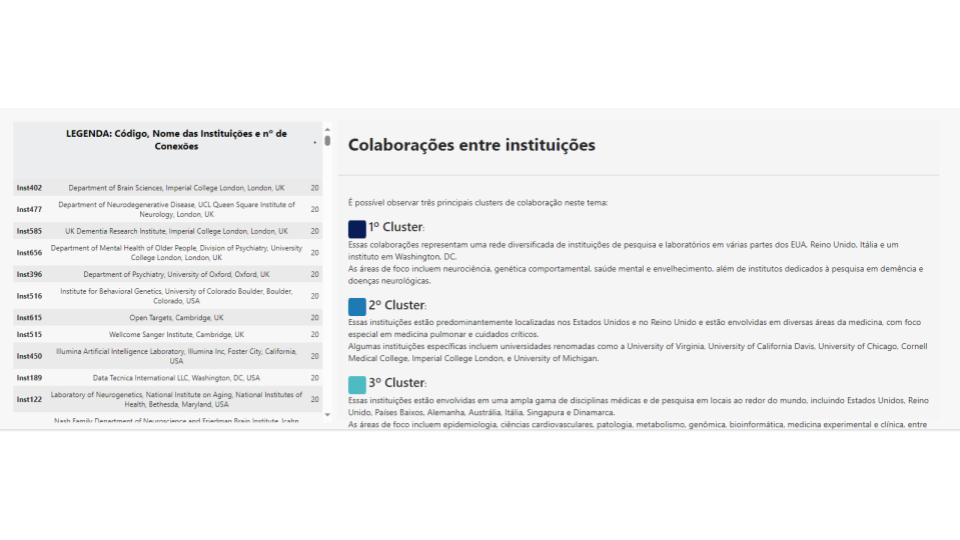 LEGENDA: Código, Nome das Instituições e nº de
Conexões
Inst402 Department of Brain Sciences, Imperial College London, London, UK 20
Inst477 Department of Neurodegenerative Disease, UCL Queen Square Institute of
Neurology, London, UK 20
Inst585 UK Dementia Research Institute, Imperial College London, London, UK 20
Inst656 Department of Mental Health of Older People, Division of Psychiatry, University
College London, London, UK 20
Inst396 Department of Psychiatry, University of Oxford, Oxford, UK 20
Inst516 Institute for Behavioral Genetics, University of Colorado Boulder, Boulder,
Colorado, USA 20
Inst615 Open Targets, Cambridge, UK 20
Inst515 Wellcome Sanger Institute, Cambridge, UK 20
Inst450 Illumina Artificial Intelligence Laboratory, Illumina Inc, Foster City, California,
USA 20
Inst189 Data Tecnica International LLC, Washington, DC, USA 20
Inst122 Laboratory of Neurogenetics, National Institute on Aging, National Institutes of
Health, Bethesda, Maryland, USA 20
Nash Family Department of Neuroscience and Friedman Brain Institute, Icahn
Colaborações entre instituições
É possível observar três principais clusters de colaboração neste tema:
1º Cluster:
Essas colaborações representam uma rede diversificada de instituições de pesquisa e laboratórios em várias partes dos EUA, Reino Unido, Itália e um
instituto em Washington, DC.
As áreas de foco incluem neurociência, genética comportamental, saúde mental e envelhecimento, além de institutos dedicados à pesquisa em demência e
doenças neurológicas.
2º Cluster:
Essas instituições estão predominantemente localizadas nos Estados Unidos e no Reino Unido e estão envolvidas em diversas áreas da medicina, com foco
especial em medicina pulmonar e cuidados críticos.
Algumas instituições específicas incluem universidades renomadas como a University of Virginia, University of California Davis, University of Chicago, Cornell
Medical College, Imperial College London, e University of Michigan.
3º Cluster:
Essas instituições estão envolvidas em uma ampla gama de disciplinas médicas e de pesquisa em locais ao redor do mundo, incluindo Estados Unidos, Reino
Unido, Países Baixos, Alemanha, Austrália, Itália, Singapura e Dinamarca.
As áreas de foco incluem epidemiologia, ciências cardiovasculares, patologia, metabolismo, genômica, bioinformática, medicina experimental e clínica, entre